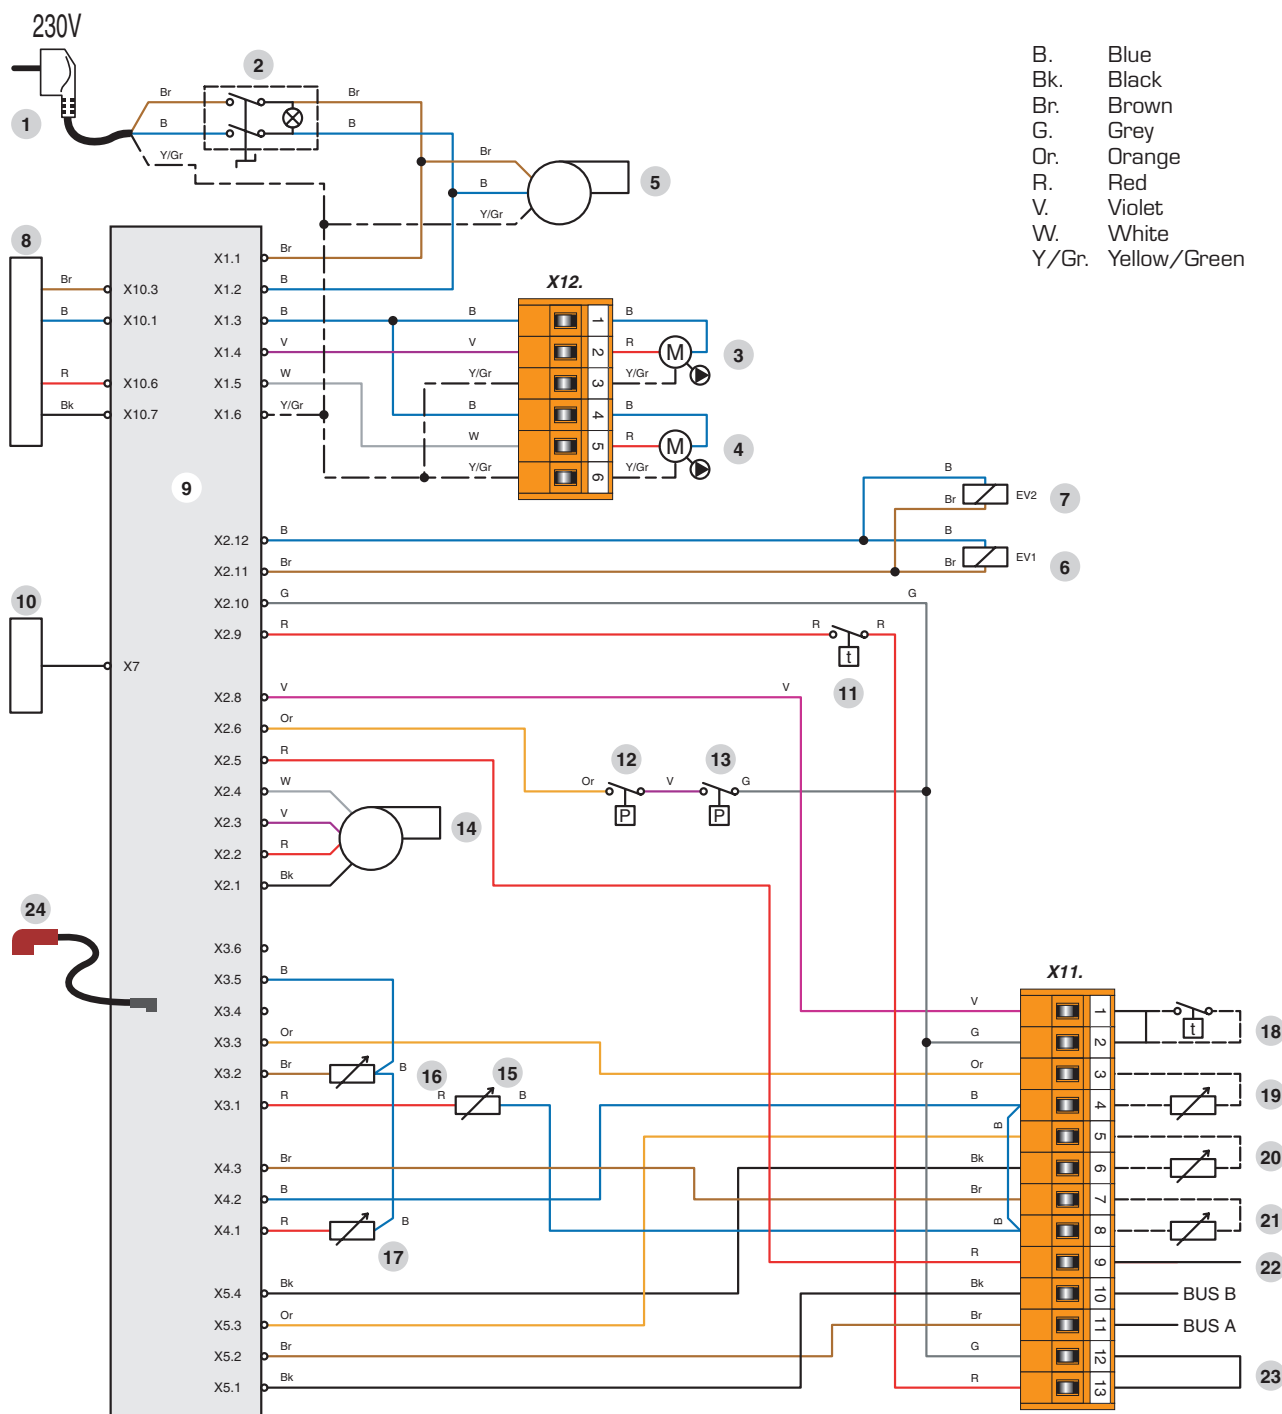 230V
B. Blue
Bk. Black
Br. Brown
G. Grey
Or. Orange
R. Red
V. Violet
W. White
Y/Gr. Yellow/Green
1
2
Br
B
Y/Gr
Br
B
Br
B
Y/Gr
5
8
Br
B
R
Bk
X10.3
X10.1
X10.6
X10.7
X1.1 Br
X1.2 B
X1.3 B
X1.4 V
X1.5 W
X1.6 Y/Gr
X12.
B 1 B
V 2 R
Y/Gr 3 Y/Gr
B 4 B
W 5 R
Y/Gr 6 Y/Gr
M
3
M
4
9
B
Br
EV2
7
B
Br
EV1
6
X2.12 B
X2.11 Br
X2.10 G
G
X2.9 R
R
R
t
11
10
X7
X2.8 V
V
X2.6 Or
X2.5 R
X2.4 W
X2.3 V
X2.2 R
X2.1 Bk
12
13
Or
V
G
P
P
14
24
X3.6
X3.5 B
X3.4
X3.3 Or
X3.2 Br
B
X3.1 R
16
R
15
B
X4.3 Br
X4.2 B
X4.1 R
B
17
X5.4 Bk
X5.3 Or
X5.2 Br
X5.1 Bk
X11.
V 1
G 2
t
18
Or 3
B 4
19
B
5
Bk 6
20
Br 7
B
8
21
R 9
22
Bk 10 BUS B
Br 11 BUS A
G 12
R 13
23